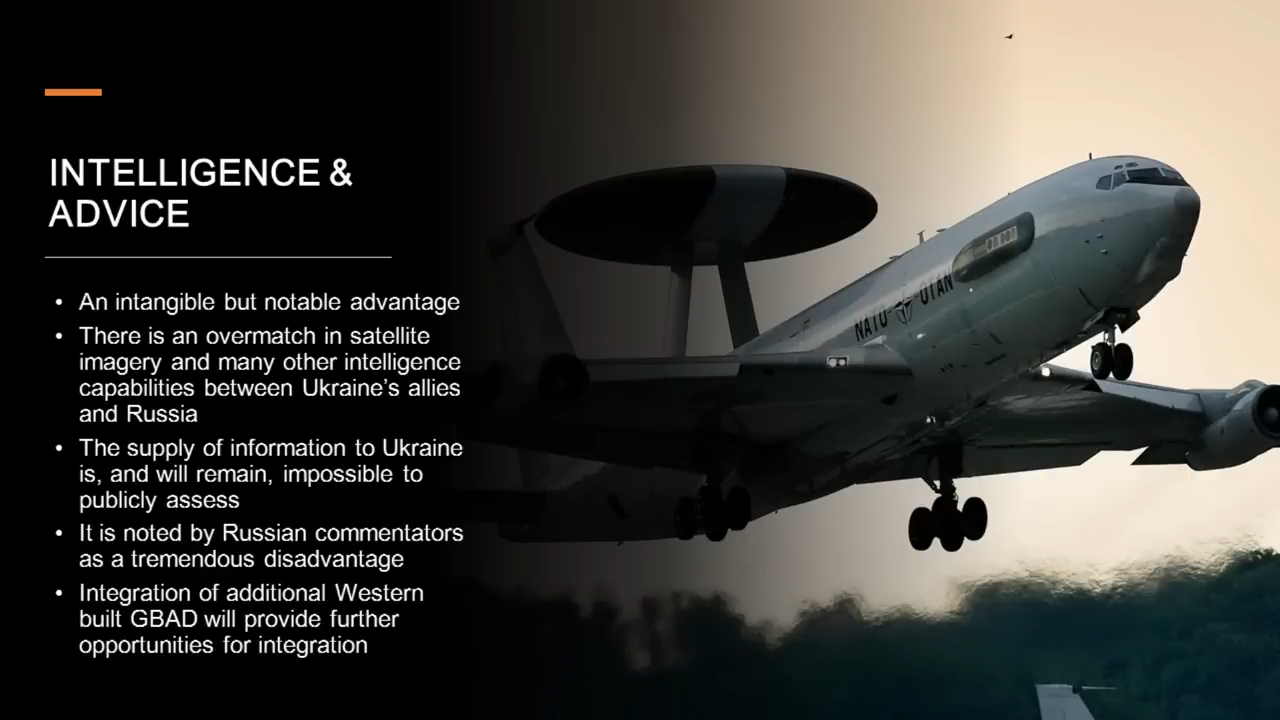 INTELLIGENCE &
ADVICE
• An intangible but notable advantage
• There is an overmatch in satellite
imagery and many other intelligence
capabilities between Ukraine’s allies
and Russia
• The supply of information to Ukraine
is, and will remain, impossible to
publicly assess
• It is noted by Russian commentators
as a tremendous disadvantage
• Integration of additional Western
built GBAD will provide further
opportunities for integration
NATO OTAN